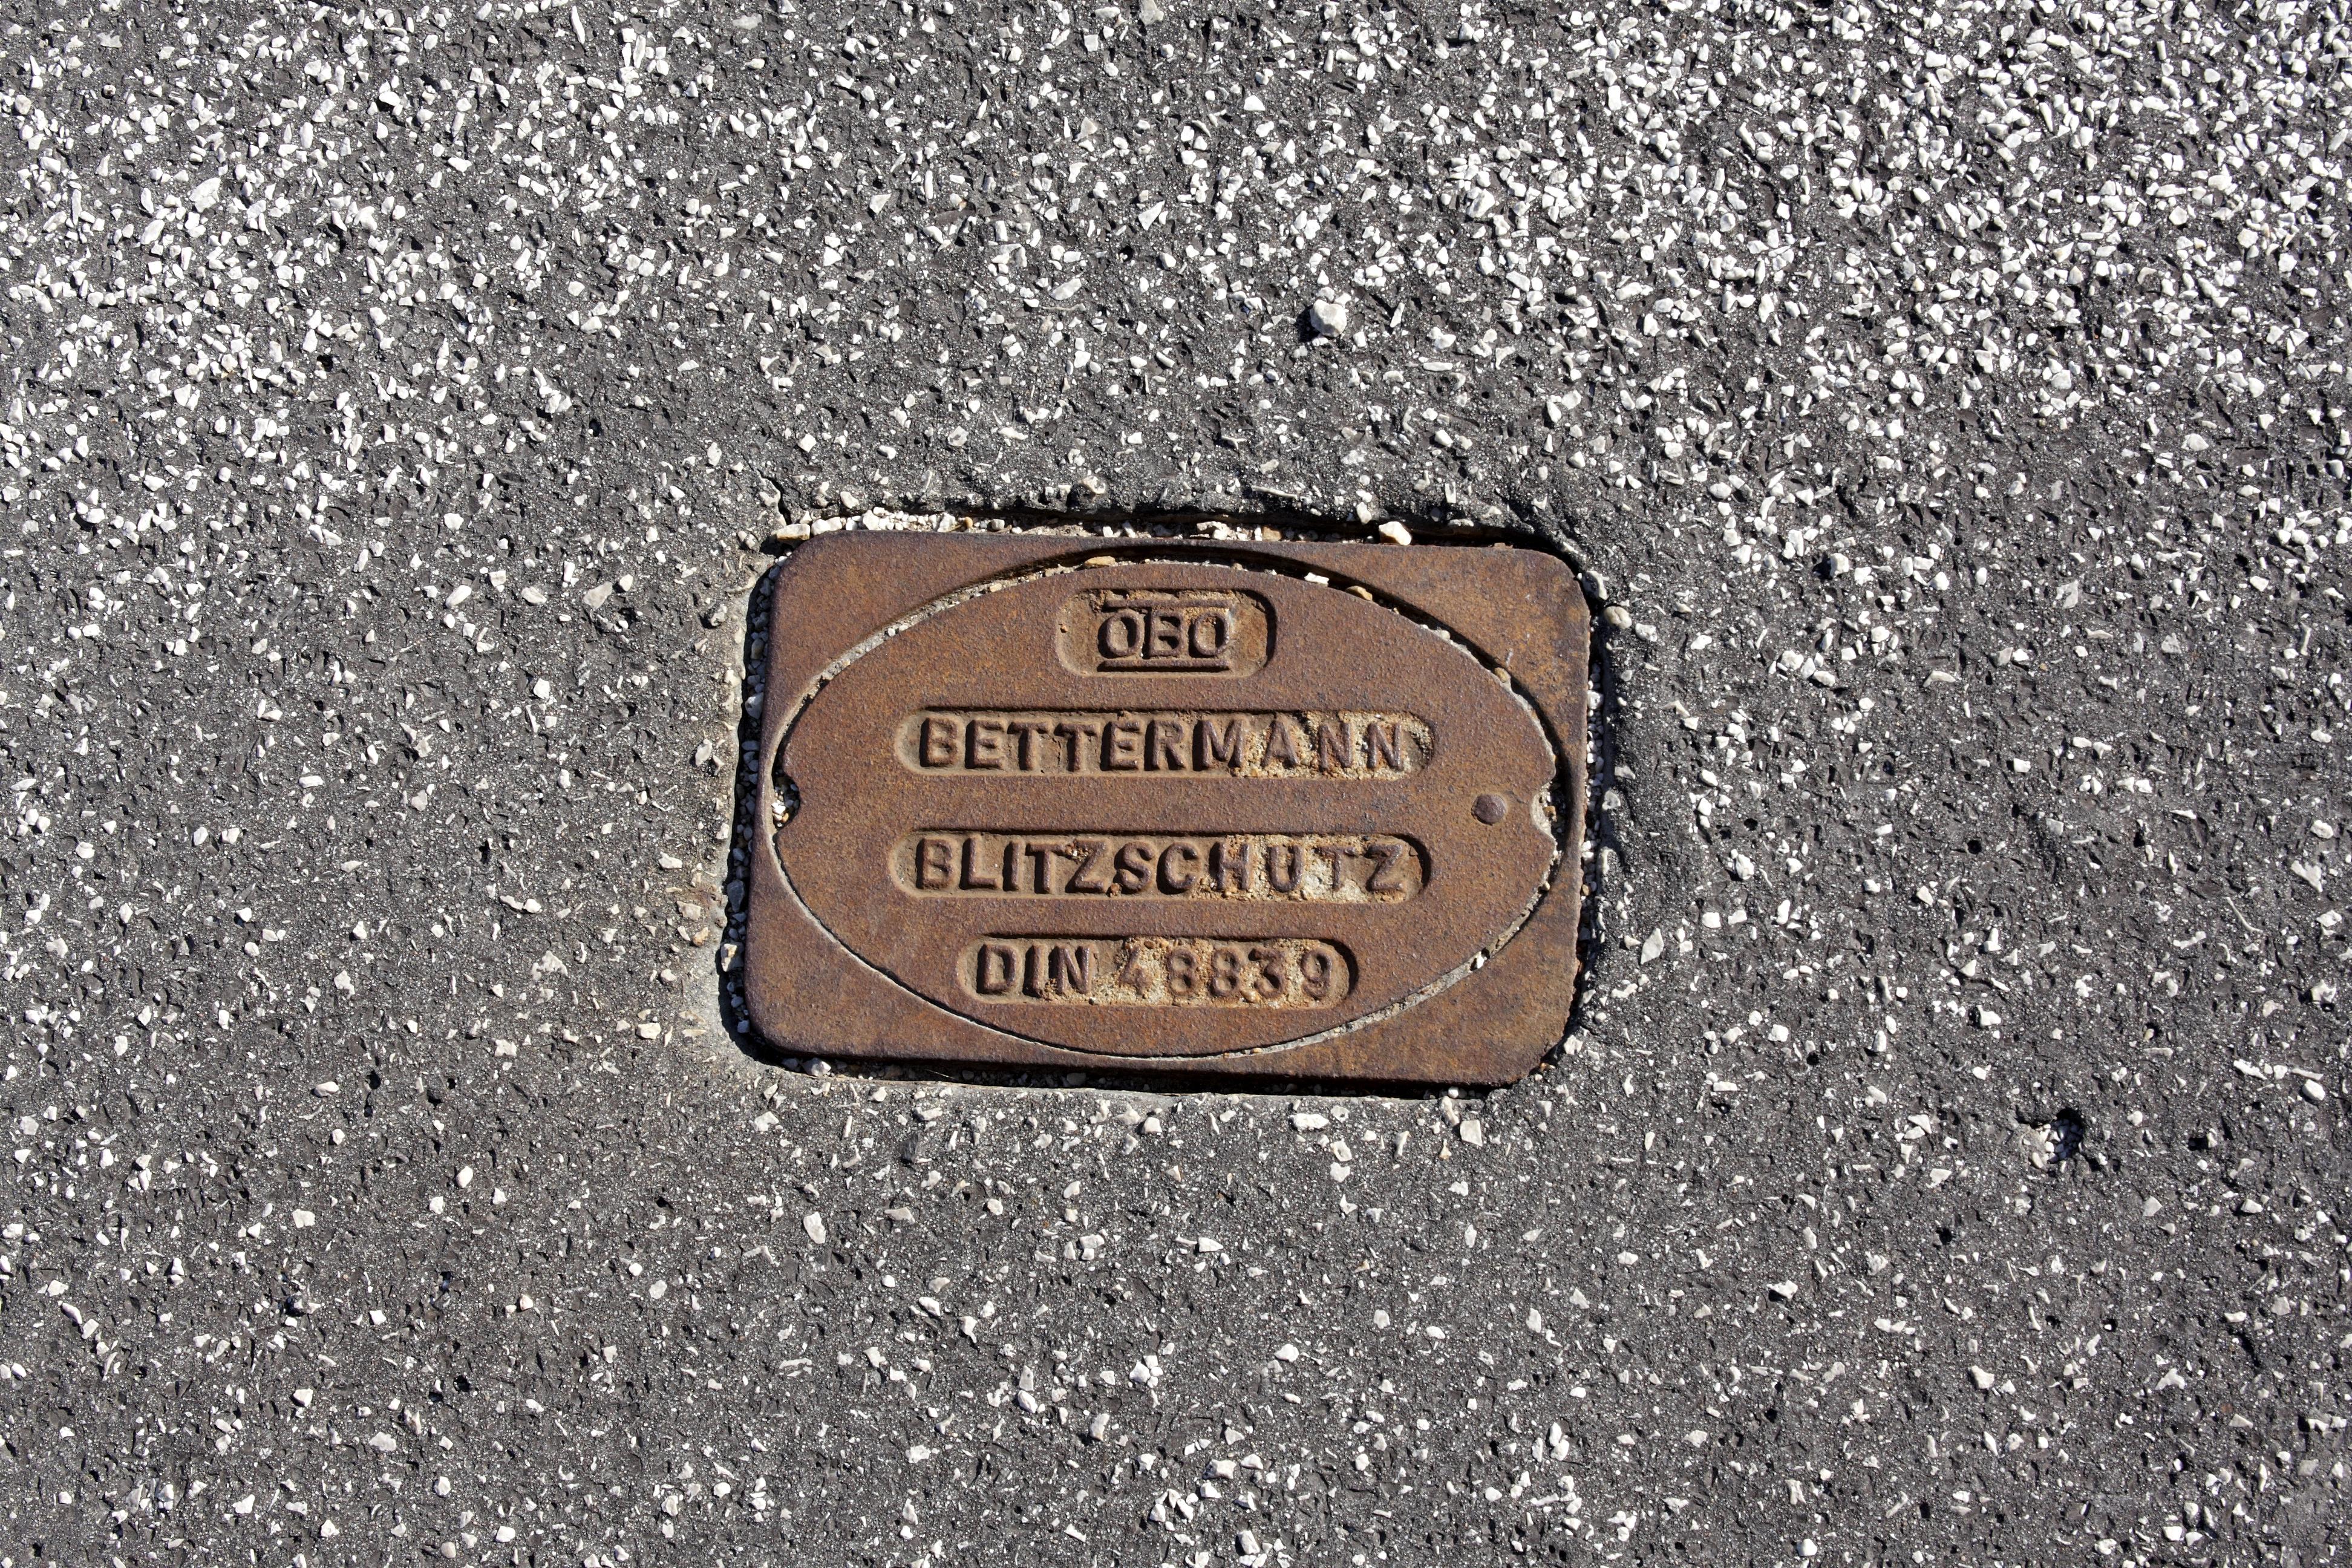 OBO
BETTERMANN
BLITZSCHUTZ
DIN 48839